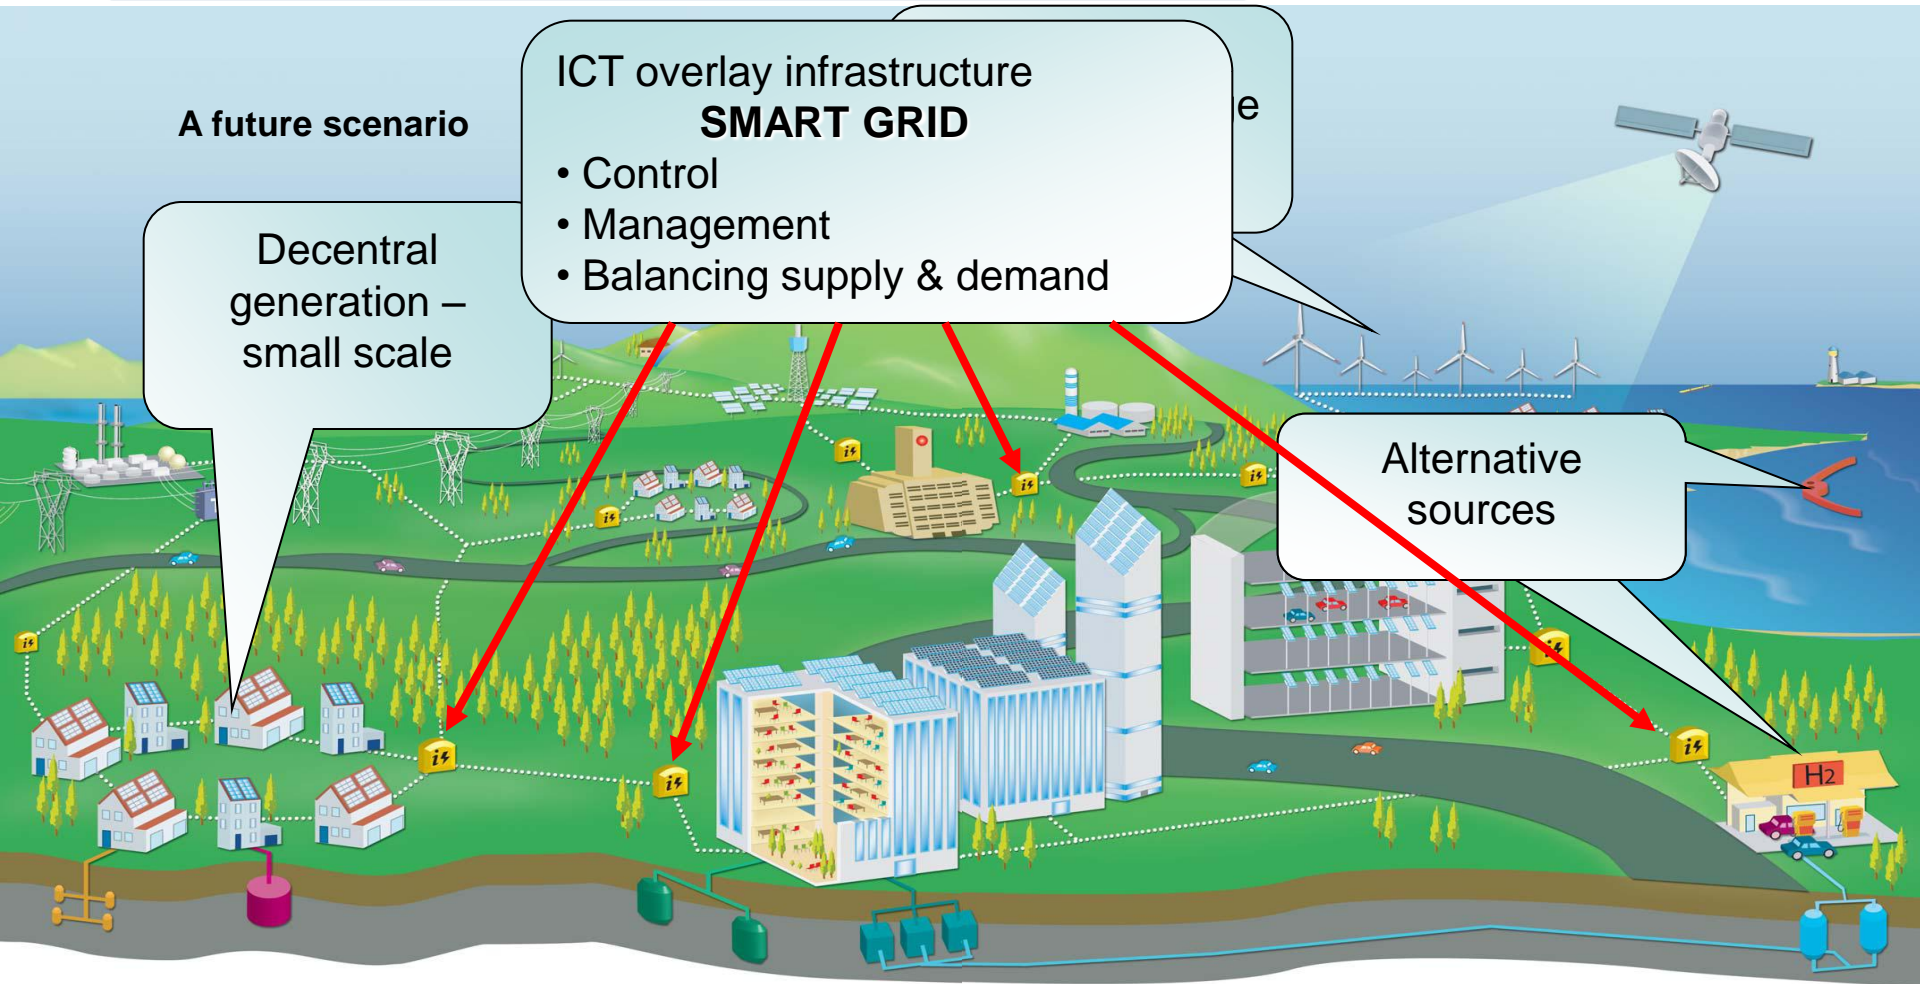 A future scenario
ICT overlay infrastructure
SMART GRID
• Control
• Management
• Balancing supply & demand
Decentral
generation –
small scale
Alternative
sources
i
i
i
i
i
i
i
i
i
H2